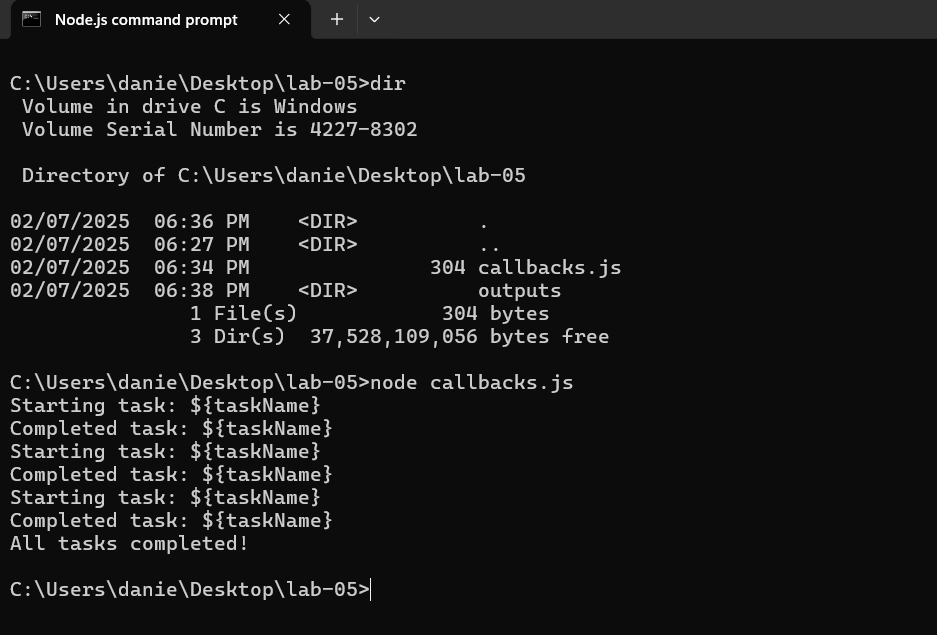 Node.js command prompt
C:\Users\danie\Desktop\lab-05>dir
 Volume in drive C is Windows
 Volume Serial Number is 4227-8302
 Directory of C:\Users\danie\Desktop\lab-05
02/07/2025  06:36 PM    <DIR>          .
02/07/2025  06:27 PM    <DIR>          ..
02/07/2025  06:34 PM               304 callbacks.js
02/07/2025  06:38 PM    <DIR>          outputs
               1 File(s)            304 bytes
               3 Dir(s)  37,528,109,056 bytes free
C:\Users\danie\Desktop\lab-05>node callbacks.js
Starting task: ${taskName}
Completed task: ${taskName}
Starting task: ${taskName}
Completed task: ${taskName}
Starting task: ${taskName}
Completed task: ${taskName}
All tasks completed!
C:\Users\danie\Desktop\lab-05>